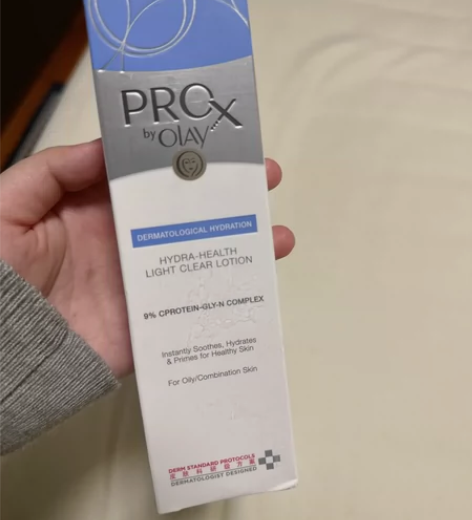 PROX
by OLAY
DERMATOLOGICAL HYDRATION
HYDRA-HEALTH
LIGHT CLEAR LOTION
9% CPROTEIN-GLY-N COMPLEX
Instantly Soothes, Hydrates
& Primes for Healthy Skin
For Oily/Combination Skin
DERM STANDARD PROTOCOLS
DERMATOLOGIST DESIGNED